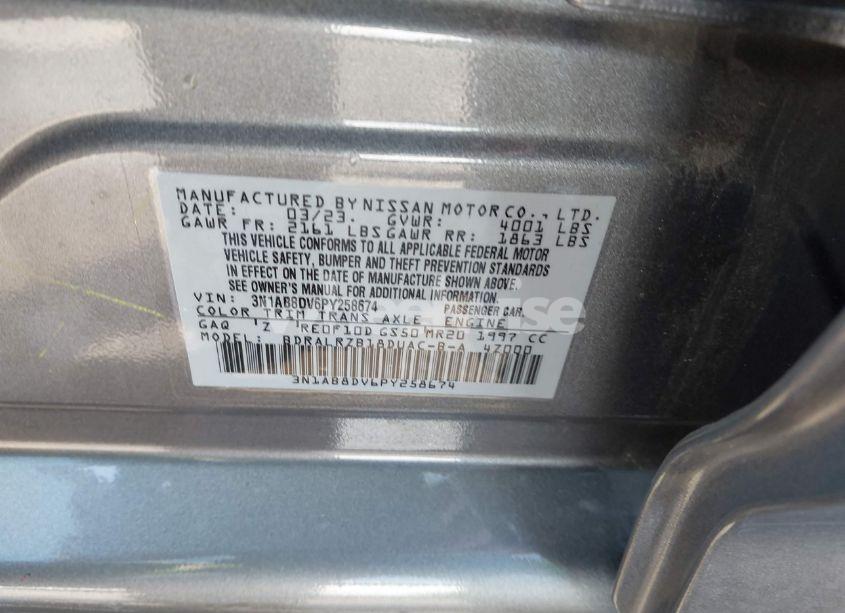 MANUFACTURED BY NISSAN MOTOR CO., LTD.
DATE: 03/23. GVWR: 4001 LBS
GAWR FR: 2161 LBS GAWR RR: 1863 LBS
THIS VEHICLE CONFORMS TO ALL APPLICABLE FEDERAL MOTOR
VEHICLE SAFETY, BUMPER AND THEFT PREVENTION STANDARDS
IN EFFECT ON THE DATE OF MANUFACTURE SHOWN ABOVE.
SEE OWNER'S MANUAL FOR ADDITIONAL INFORMATION.
VIN: 3N1AB8DV6PY258674 PASSENGER CAR.
COLOR TRIM TRANS AXLE ENGINE
GAQ 'Z 'RE0F10D GS50 MR20 1997 CC
MODEL: BDRALRZB18DUAC-B-A 47000
3N1AB8DV6PY258674